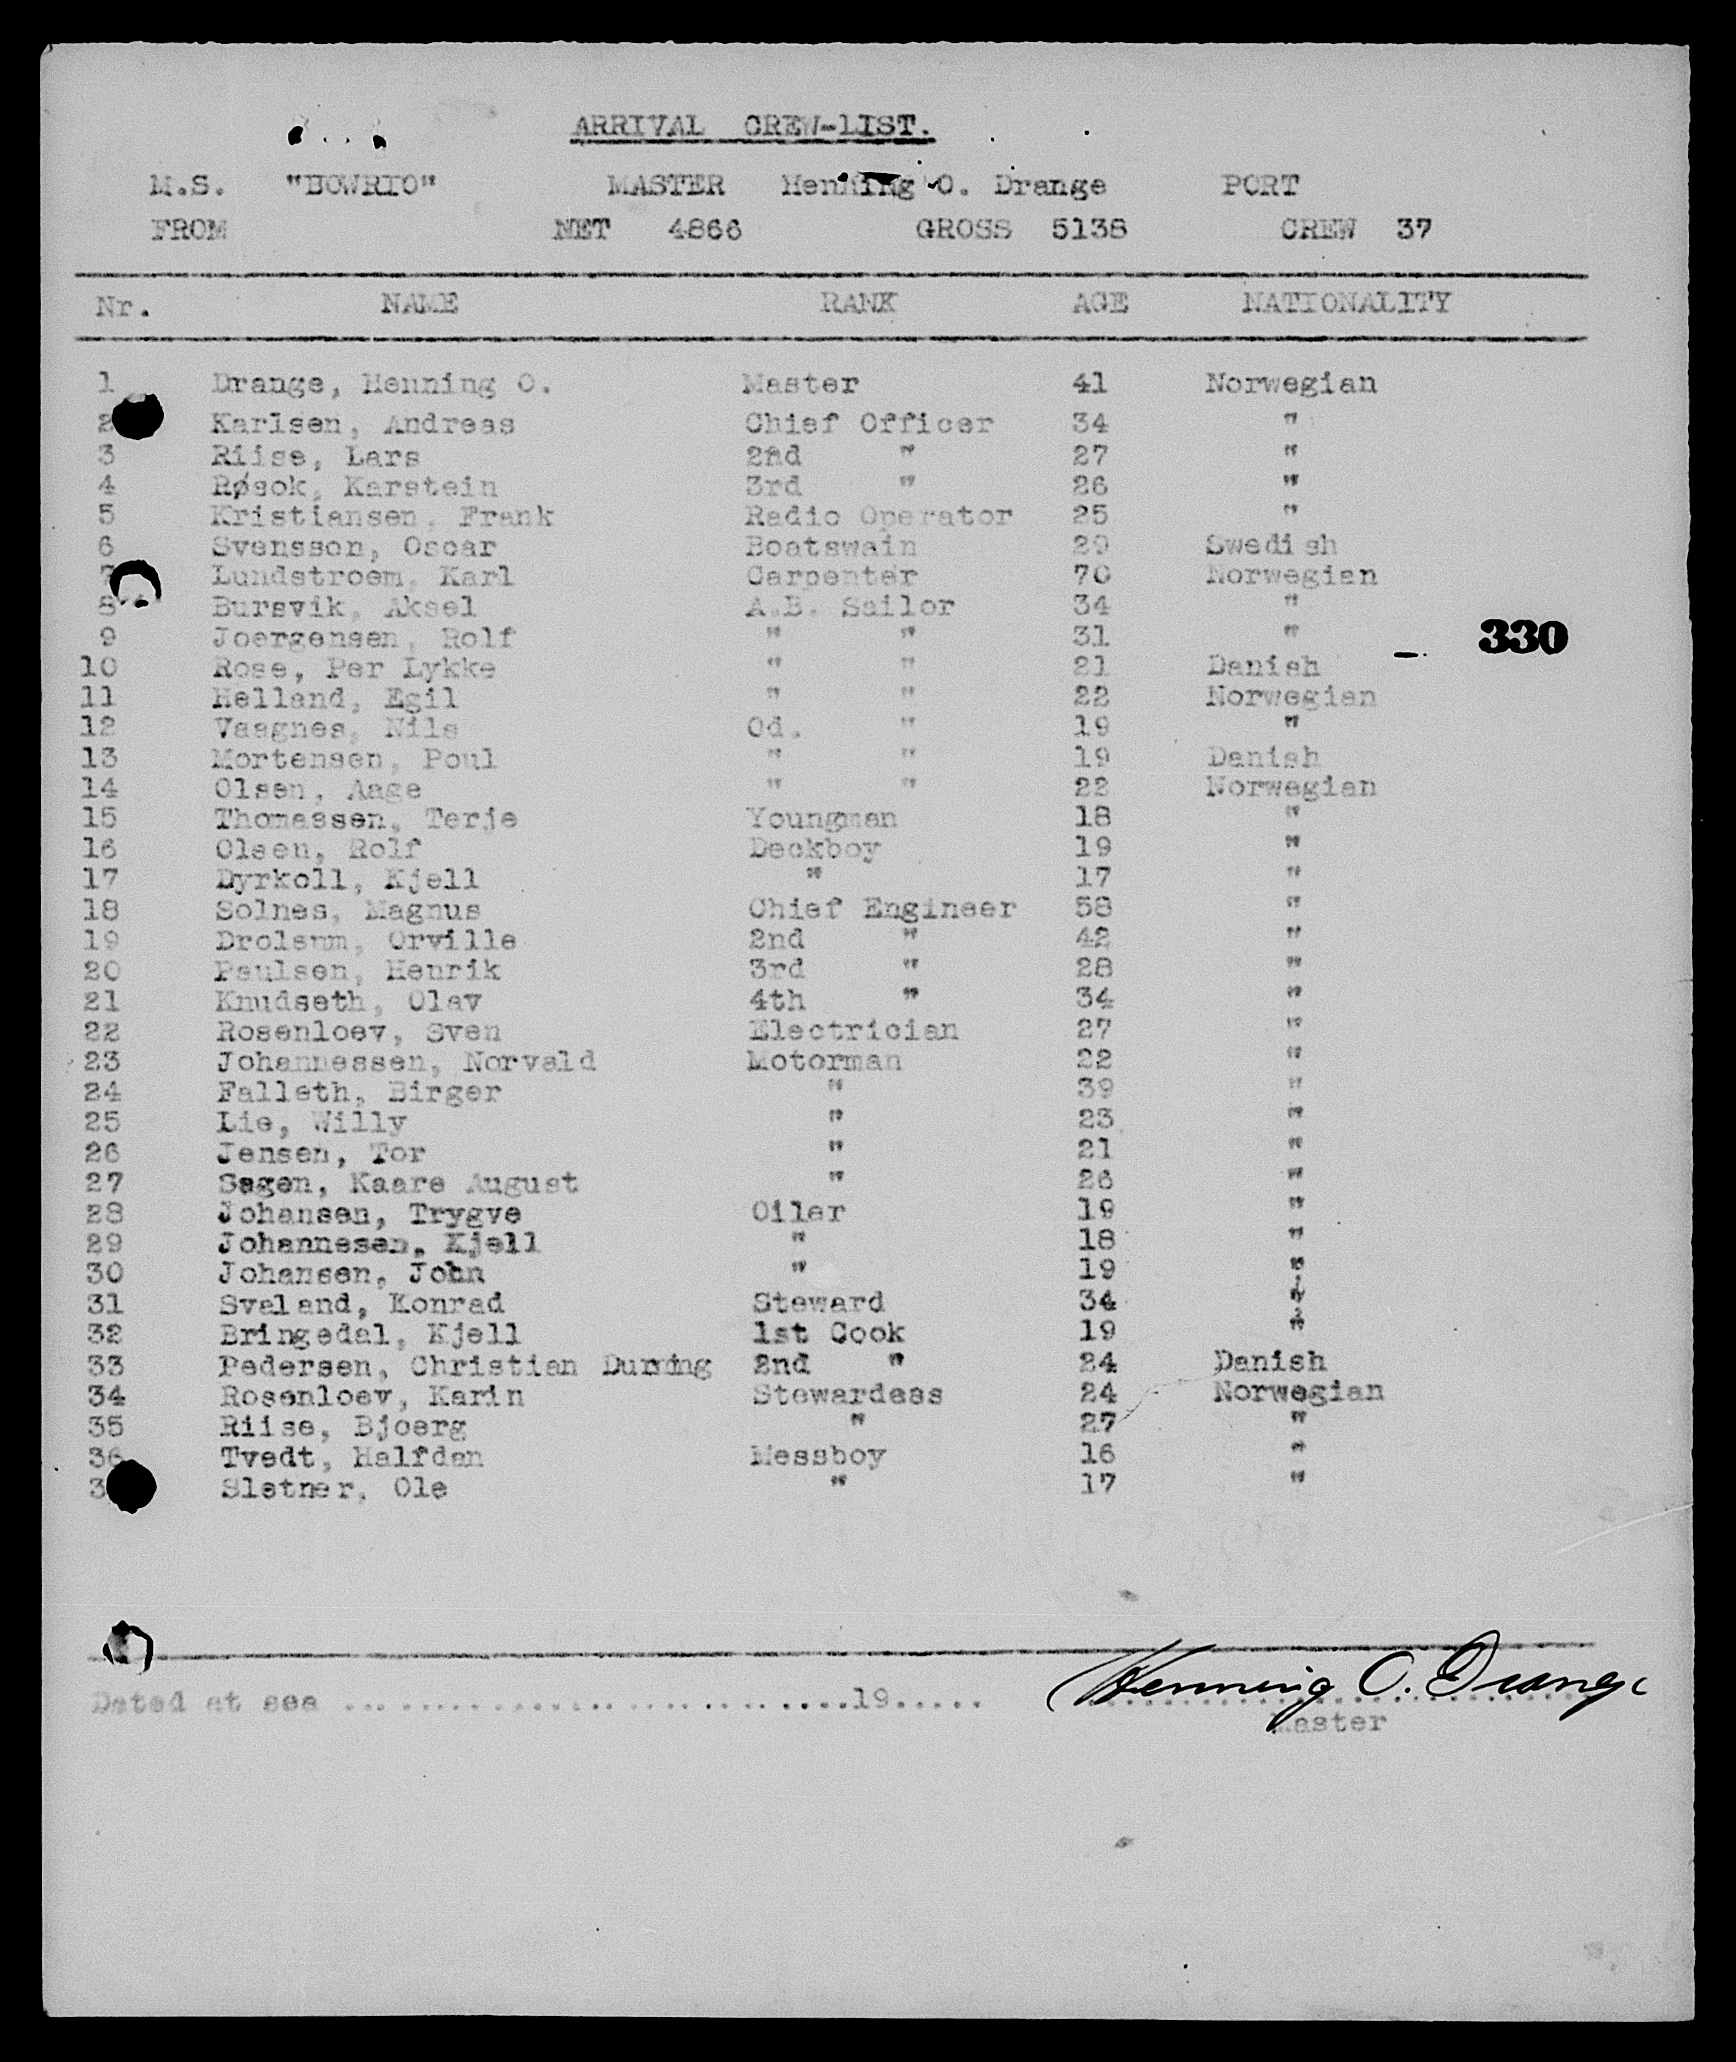 ARRIVAL CREW-LIST.
M.S. "BOWRIO" MASTER Henning O. Drange PORT
FROM NET 4866 GROSS 5138 CREW 37
Nr. NAME RANK AGE NATIONALITY
1 Drange, Henning O. Master 41 Norwegian
2 Karlsen, Andreas Chief Officer 34 "
3 Riise, Lars 2nd " 27 "
4 Røsok, Karstein 3rd " 26 "
5 Kristiansen, Frank Radio Operator 25 "
6 Svensson, Oscar Boatswain 29 Swedish
7 Lundstroem, Karl Carpenter 70 Norwegian
8 Bursvik, Aksel A.B. Sailor 34 "
9 Joergensen, Rolf " " 31 "
330
10 Rose, Per Lykke " " 21 Danish
11 Helland, Egil " " 22 Norwegian
12 Vaagnes, Nils Od. " 19 "
13 Mortensen, Poul " " 19 Danish
14 Olsen, Aage " " 22 Norwegian
15 Thomassen, Terje Youngman 18 "
16 Olsen, Rolf Deckboy 19 "
17 Dyrkoll, Kjell " 17 "
18 Solnes, Magnus Chief Engineer 58 "
19 Drolsum, Orville 2nd " 42 "
20 Paulsen, Henrik 3rd " 28 "
21 Knudseth, Olav 4th " 34 "
22 Rosenloev, Sven Electrician 27 "
23 Johannessen, Norvald Motorman 22 "
24 Falleth, Birger " 39 "
25 Lie, Willy " 23 "
26 Jensen, Tor " 21 "
27 Sagen, Kaare August " 26 "
28 Johansen, Trygve Oiler 19 "
29 Johannesen, Kjell " 18 "
30 Johansen, John " 19 "
31 Svaland, Konrad Steward 34 "
32 Bringedal, Kjell 1st Cook 19 "
33 Pedersen, Christian 2nd " 24 Danish
34 Rosenloev, Karin Stewardess 24 Norwegian
35 Riise, Bjoerg " 27 "
36 Tvedt, Halfdan Messboy 16 "
3 Sletner, Ole " 17 "
Dated at sea ..............................19..... Henning O. Drange
Master